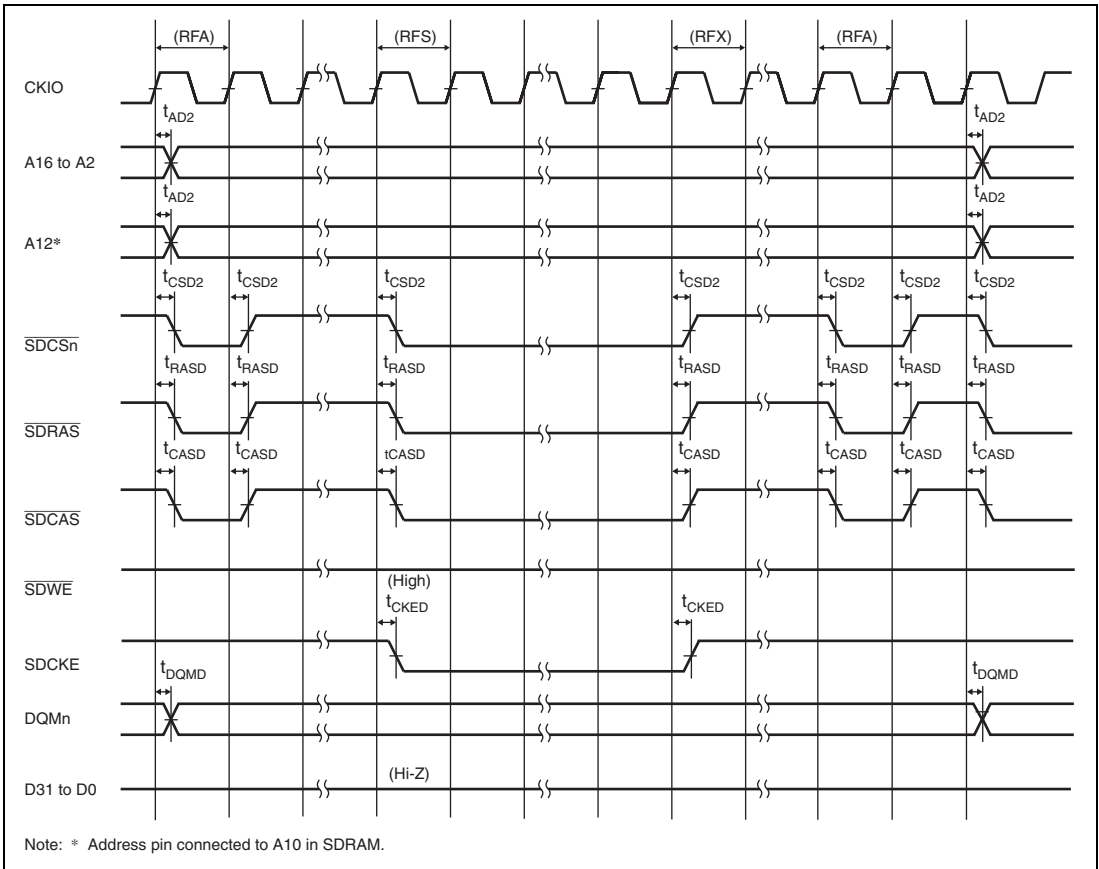 (RFA) (RFS) (RFX) (RFA)
CKIO
tAD2 tAD2
A16 to A2
tAD2 tAD2
A12*
tCSD2 tCSD2 tCSD2 tCSD2 tCSD2 tCSD2 tCSD2
SDCSn
tRASD tRASD tRASD tRASD tRASD tRASD tRASD
SDRAS
tCASD tCASD tCASD tCASD tCASD tCASD tCASD
SDCAS
(High)
SDWE
tCKED tCKED
SDCKE
tDQMD tDQMD
DQMn
(Hi-Z)
D31 to D0
Note: * Address pin connected to A10 in SDRAM.